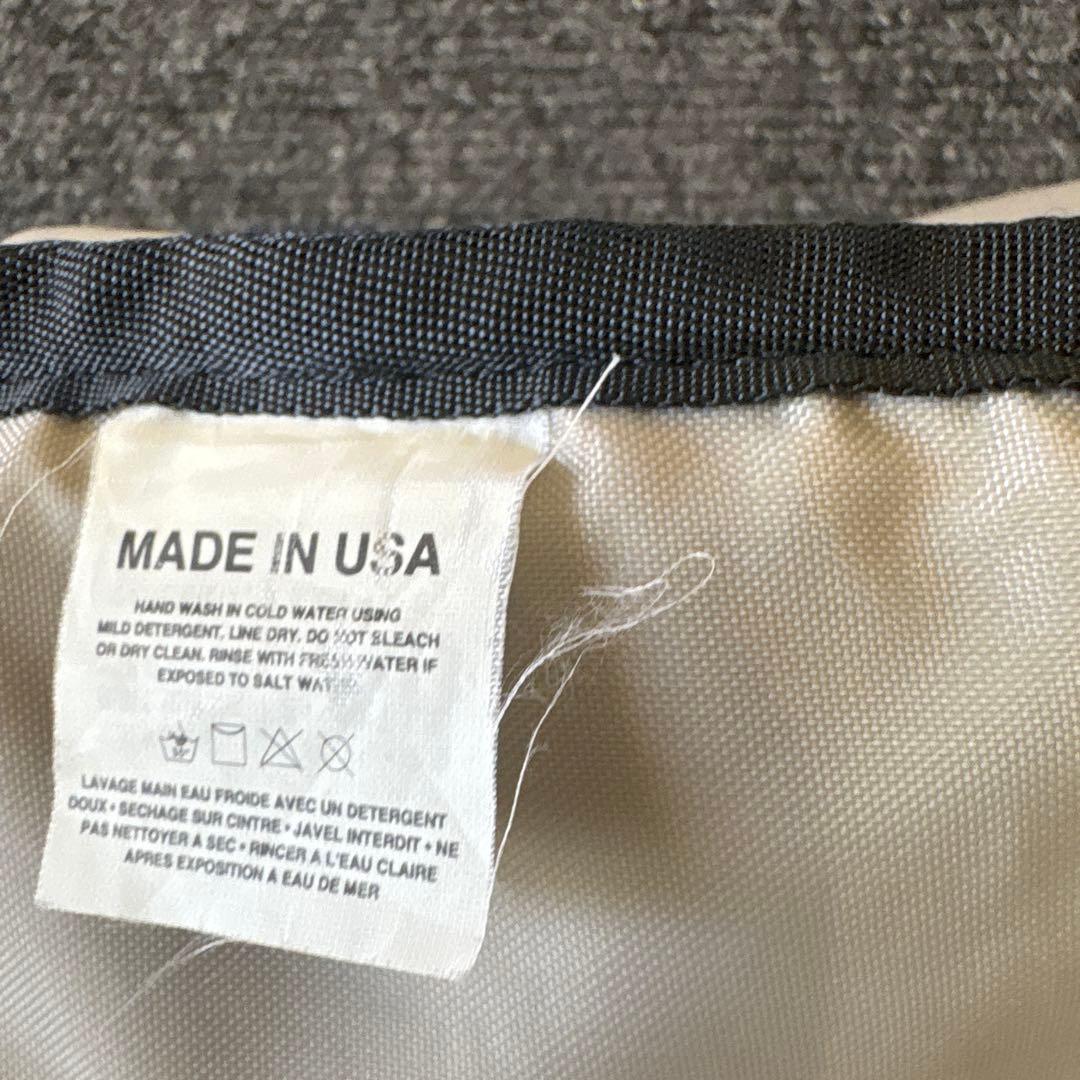 MADE IN USA
HAND WASH IN COLD WATER USING
MILD DETERGENT. LINE DRY. DO NOT BLEACH
OR DRY CLEAN. RINSE WITH FRESH WATER IF
EXPOSED TO SALT WATER
LAVAGE MAIN EAU FROIDE AVEC UN DETERGENT
DOUX • SECHAGE SUR CINTRE • JAVEL INTERDIT • NE
PAS NETTOYER A SEC • RINCER A L'EAU CLAIRE
APRES EXPOSITION A EAU DE MER